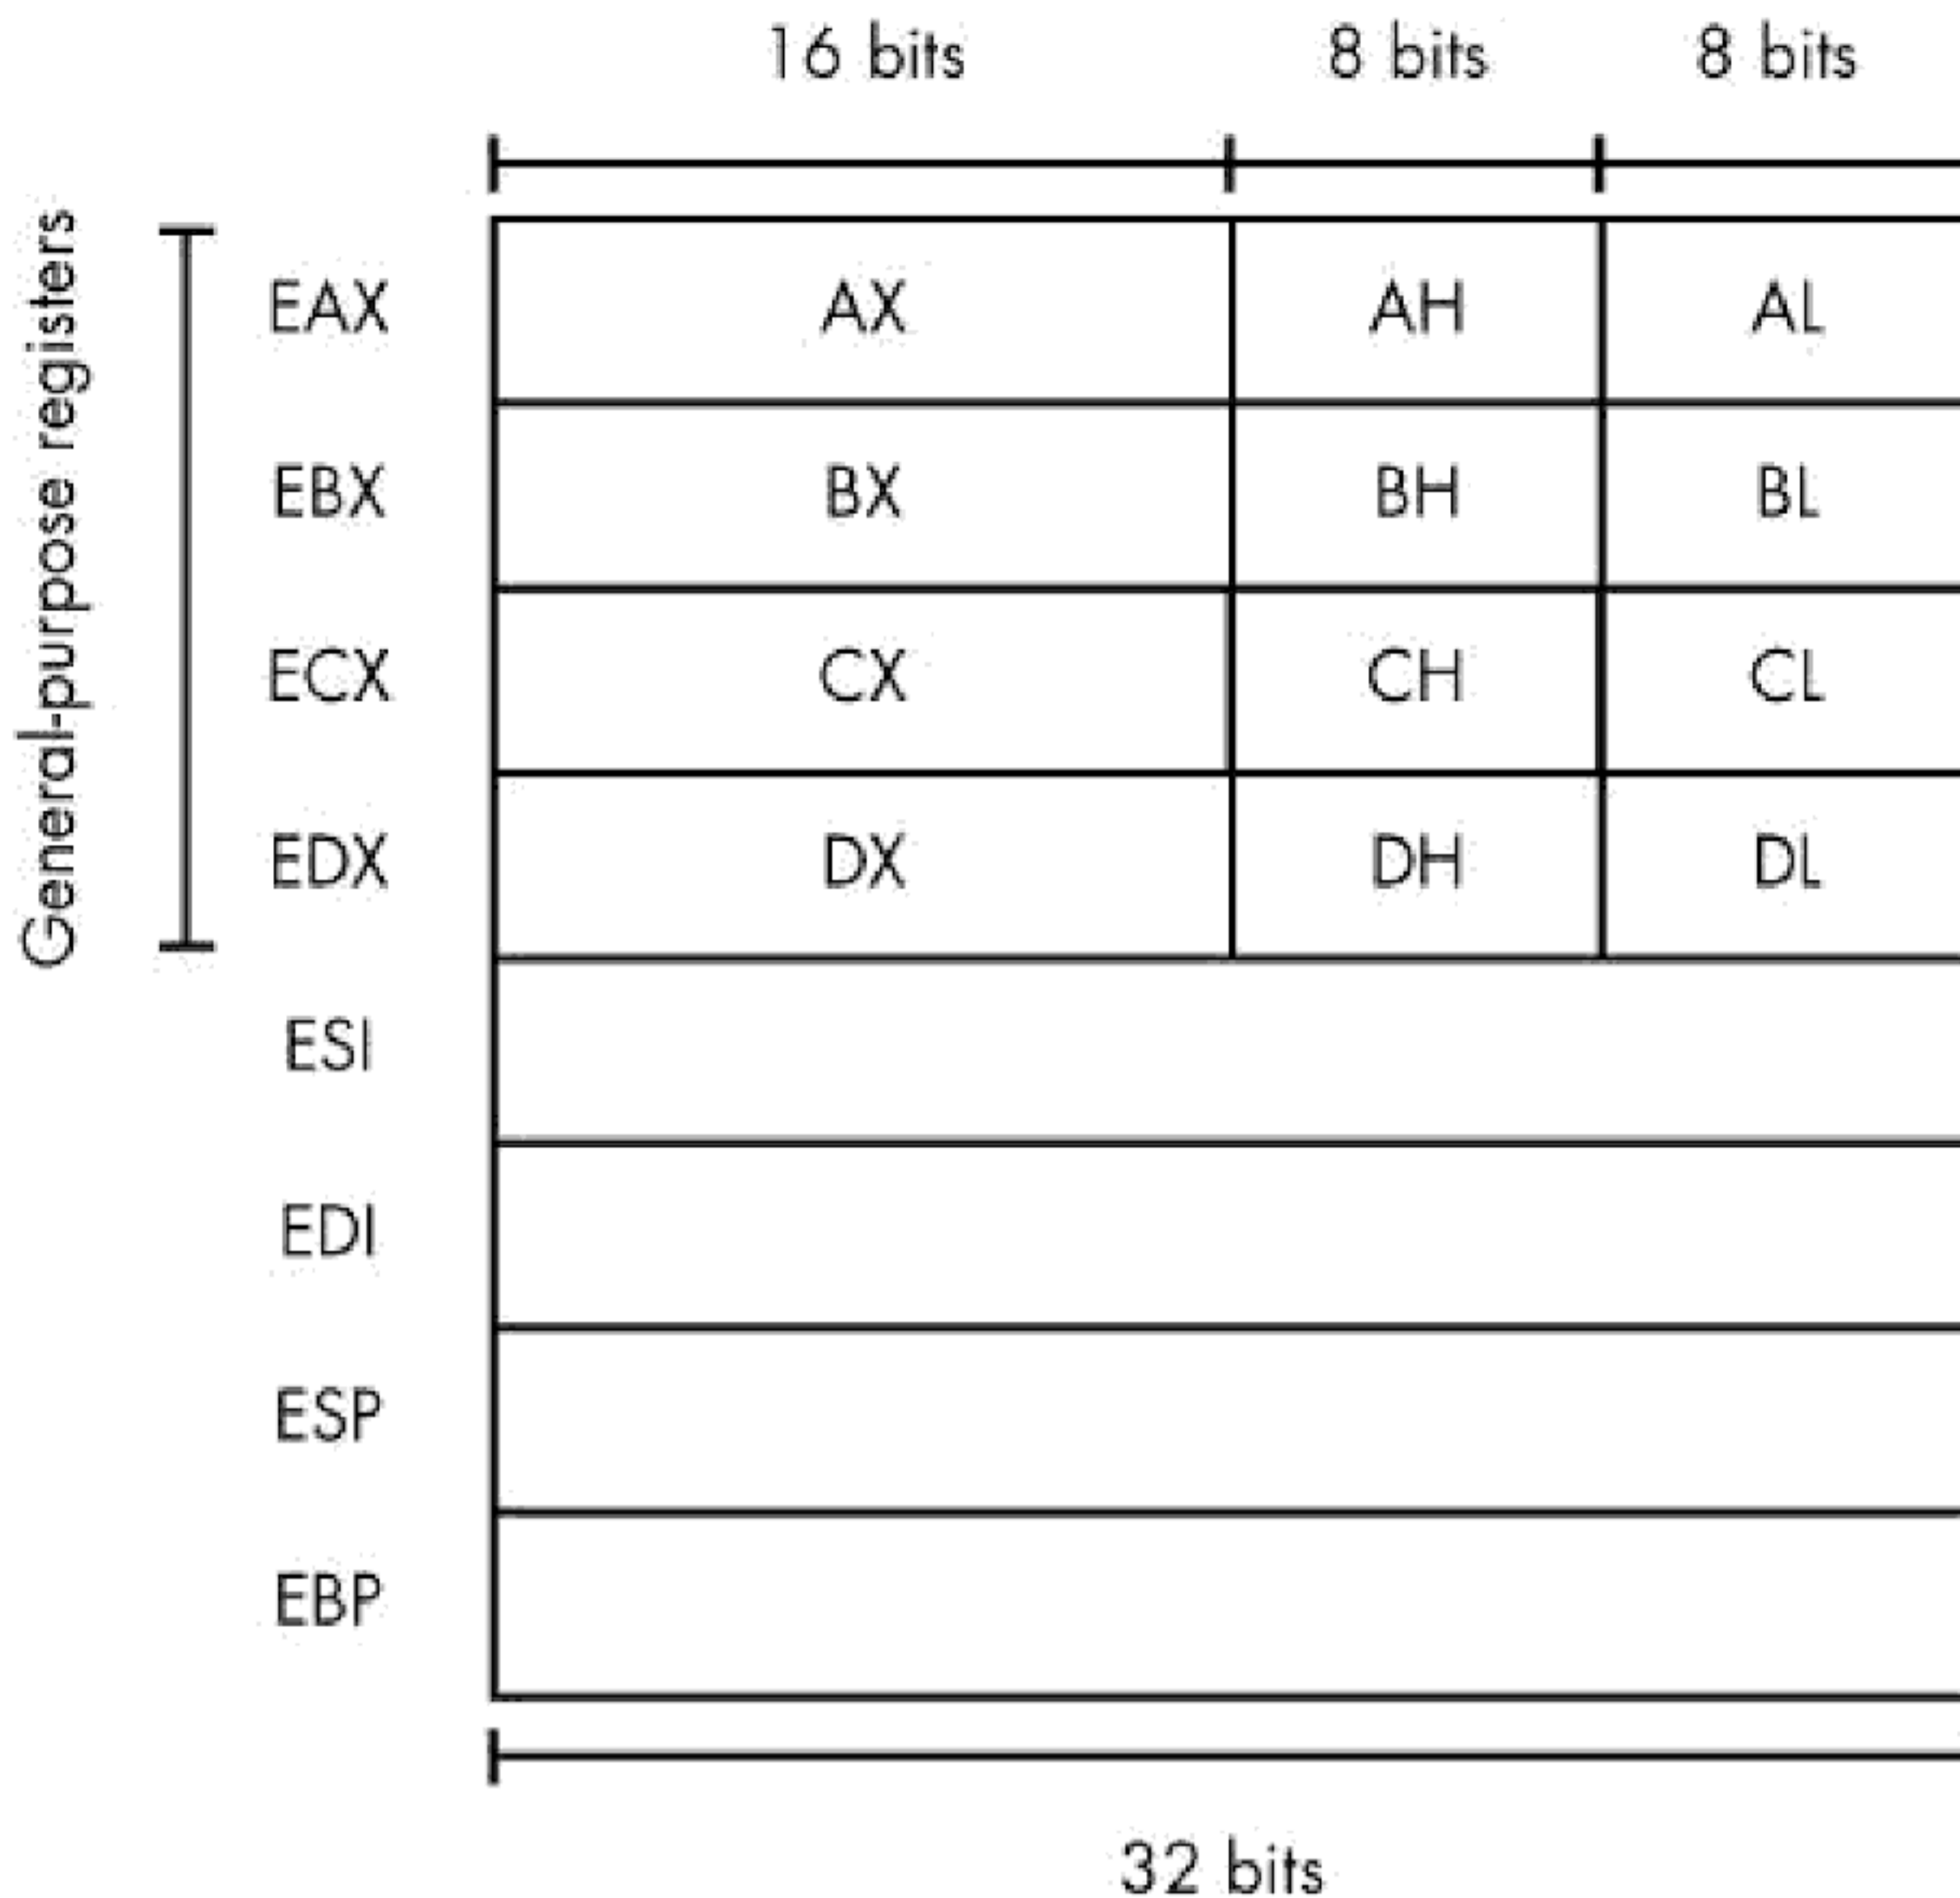 16 bits 8 bits 8 bits
General-purpose registers
EAX AX AH AL
EBX BX BH BL
ECX CX CH CL
EDX DX DH DL
ESI
EDI
ESP
EBP
32 bits